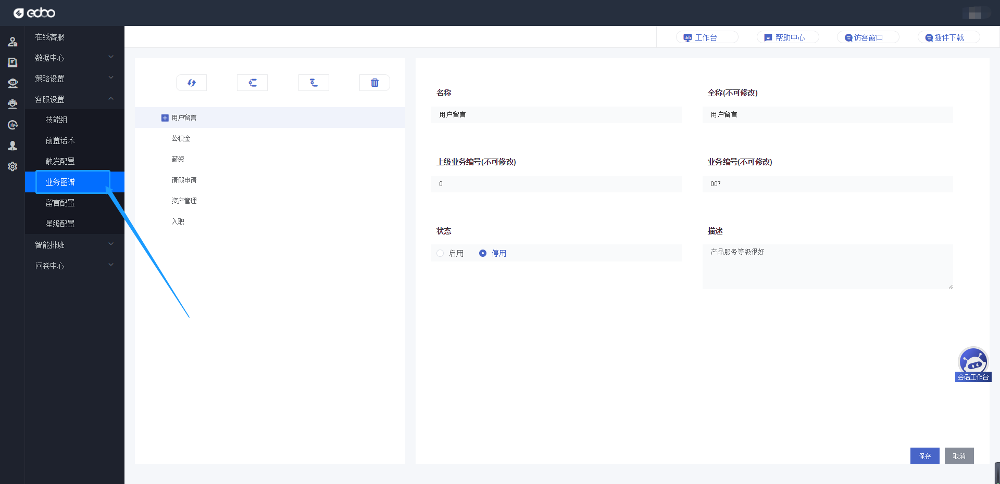 ecbo
在线客服
数据中心
策略设置
客服设置
技能组
前置话术
触发配置
业务图谱
留言配置
星级配置
智能排班
问卷中心
工作台
帮助中心
访客窗口
插件下载
用户留言
公积金
薪资
请假申请
资产管理
入职
名称
全称(不可修改)
用户留言
用户留言
上级业务编号(不可修改)
业务编号(不可修改)
0
007
状态
描述
启用
停用
产品服务等级很好
会话工作台
保存
取消